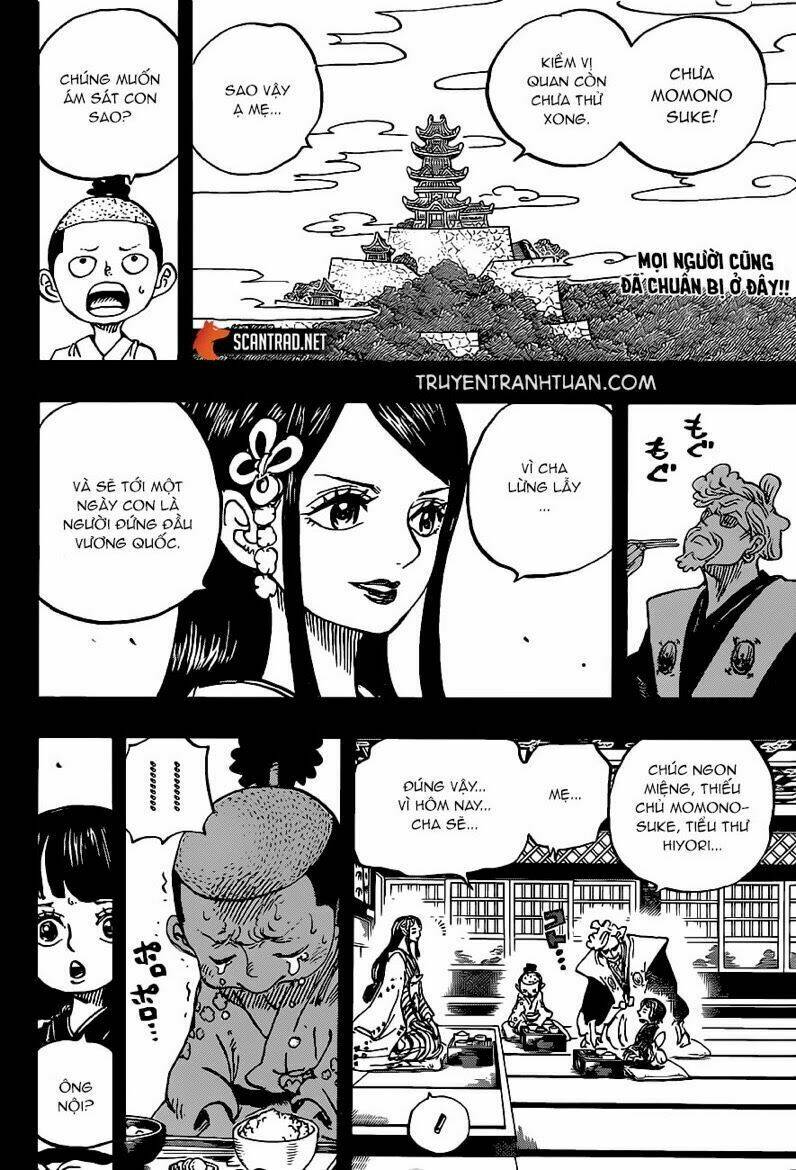 CHƯA
MOMONO
SUKE!
KIỂM VỊ
QUAN CÒN
CHƯA THỬ
XONG.
SAO VẬY
Ạ MẸ...
MỌI NGƯỜI CŨNG
ĐÃ CHUẨN BỊ Ở ĐÂY!!
CHÚNG MUỐN
ÁM SÁT CON
SAO?
SCANTRAD.NET
TRUYENTRANHTUAN.COM
もぐ
もぐ
VÌ CHA
LỪNG LẪY
...
VÀ SẼ TỚI MỘT
NGÀY CON LÀ
NGƯỜI ĐỨNG ĐẦU
VƯƠNG QUỐC.
CHÚC NGON
MIỆNG, THIẾU
CHỦ MOMONO-
SUKE, TIỂU THƯ
HIYORI...
MẸ...
ĐÚNG VẬY...
VÌ HÔM NAY...
CHA SẼ...
コト...
!
ÔNG
NỘI?